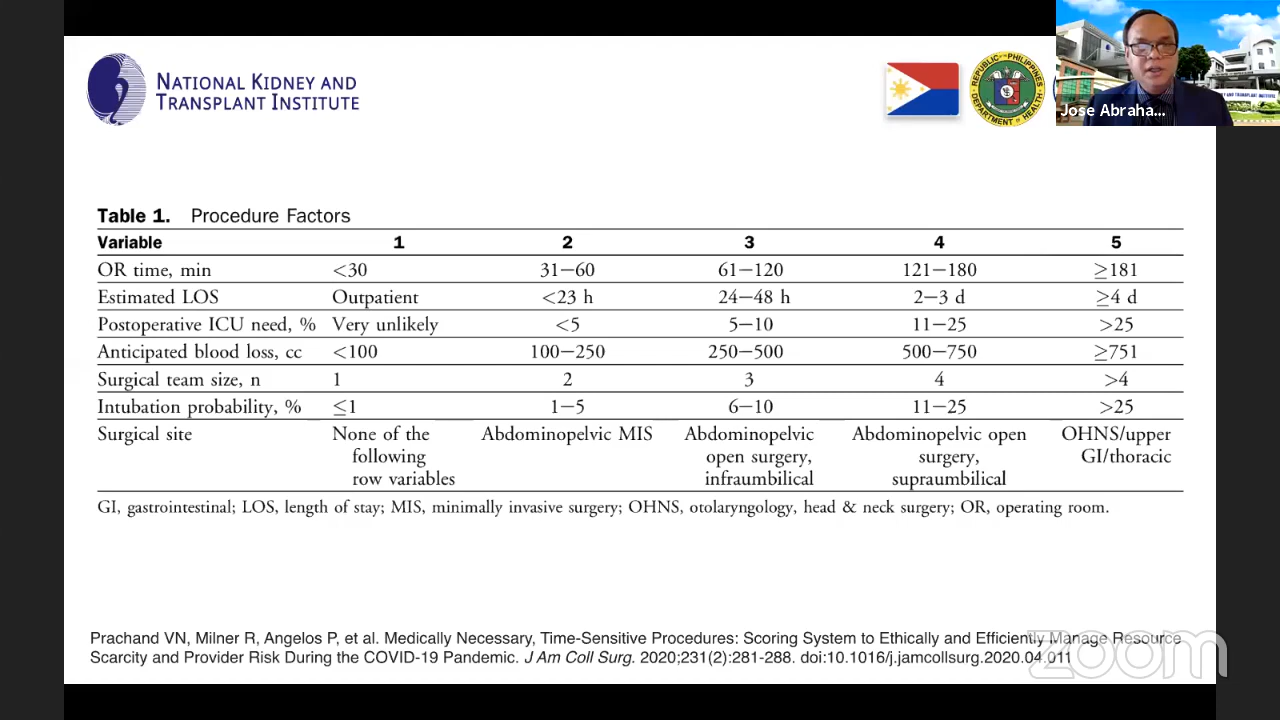 NATIONAL KIDNEY AND
TRANSPLANT INSTITUTE
REPUBLIC OF THE PHILIPPINES
DEPARTMENT OF HEALTH
Jose Abraha...
Table 1. Procedure Factors
Variable 1 2 3 4 5
OR time, min <30 31–60 61–120 121–180 ≥181
Estimated LOS Outpatient <23 h 24–48 h 2–3 d ≥4 d
Postoperative ICU need, % Very unlikely <5 5–10 11–25 >25
Anticipated blood loss, cc <100 100–250 250–500 500–750 ≥751
Surgical team size, n 1 2 3 4 >4
Intubation probability, % ≤1 1–5 6–10 11–25 >25
Surgical site None of the Abdominopelvic MIS Abdominopelvic Abdominopelvic open OHNS/upper
following open surgery, surgery, GI/thoracic
row variables infraumbilical supraumbilical
GI, gastrointestinal; LOS, length of stay; MIS, minimally invasive surgery; OHNS, otolaryngology, head & neck surgery; OR, operating room.
Prachand VN, Milner R, Angelos P, et al. Medically Necessary, Time-Sensitive Procedures: Scoring System to Ethically and Efficiently Manage Resource
Scarcity and Provider Risk During the COVID-19 Pandemic. J Am Coll Surg. 2020;231(2):281-288. doi:10.1016/j.jamcollsurg.2020.04.011
zoom